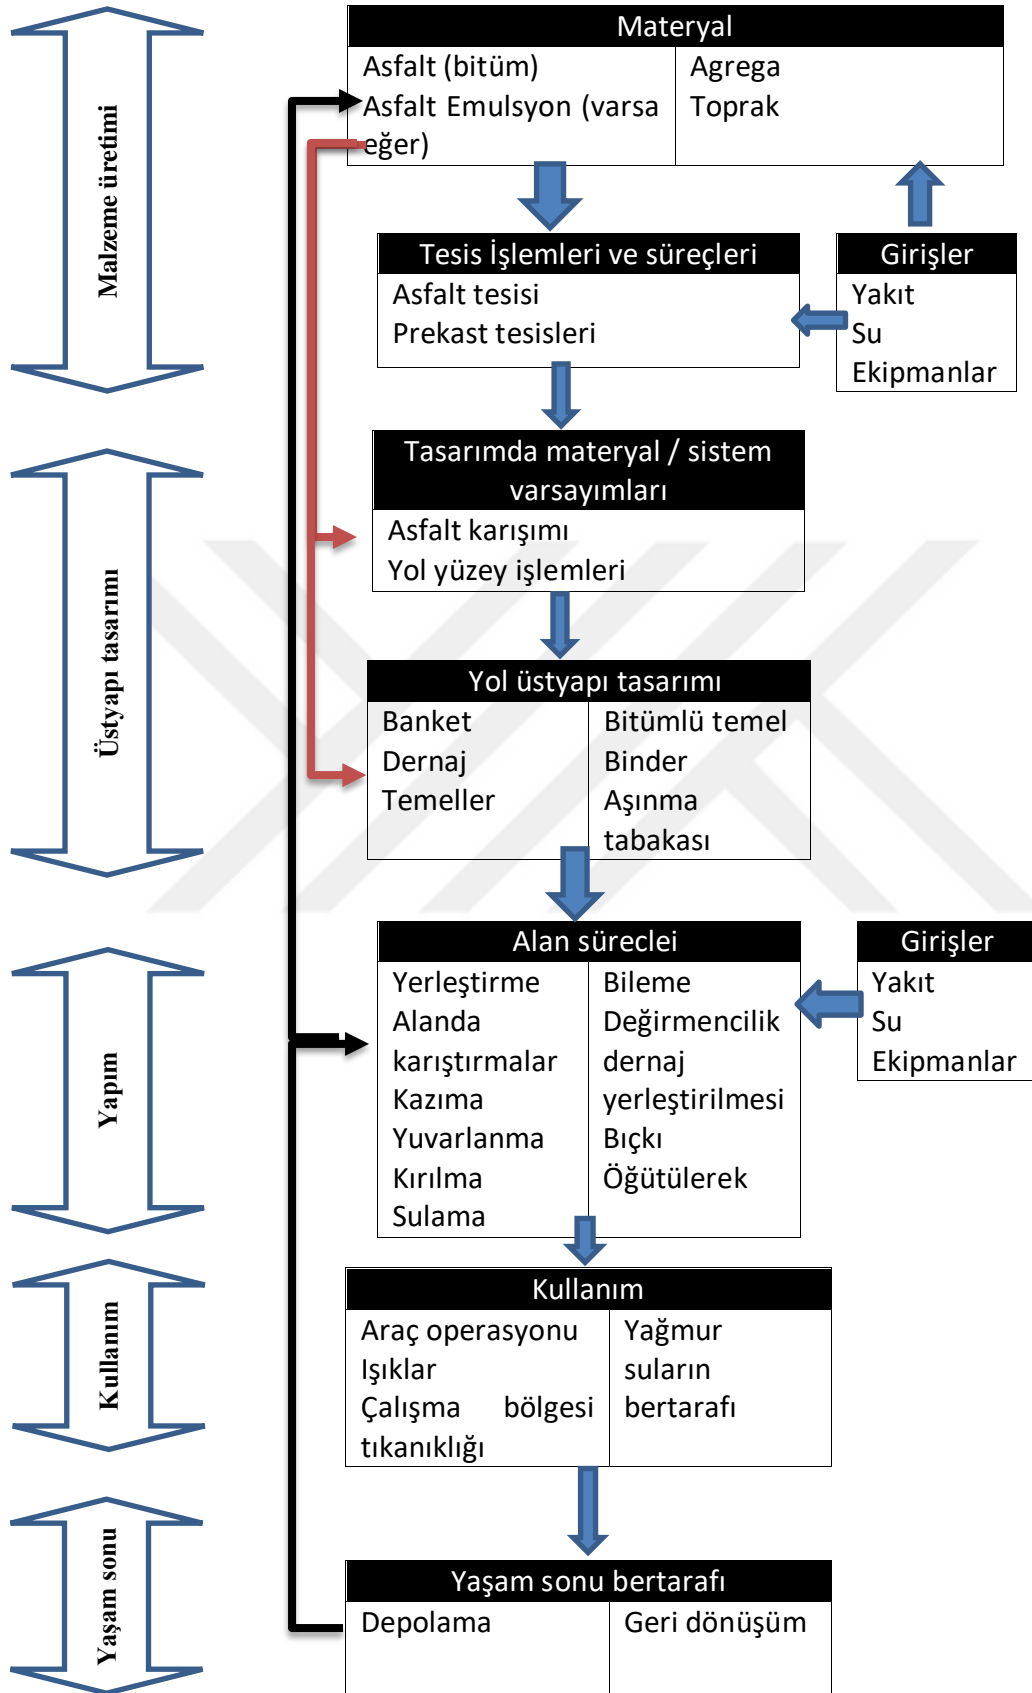 Malzeme üretimi
Materyal
Asfalt (bitüm)
Asfalt Emulsyon (varsa
eğer)
Agrega
Toprak
Tesis İşlemleri ve süreçleri
Asfalt tesisi
Prekast tesisleri
Girişler
Yakıt
Su
Ekipmanlar
Üstyapı tasarımı
Tasarımda materyal / sistem
varsayımları
Asfalt karışımı
Yol yüzey işlemleri
Yol üstyapı tasarımı
Banket
Dernaj
Temeller
Bitümlü temel
Binder
Aşınma
tabakası
Yapım
Alan süreclei
Yerleştirme
Alanda
karıştırmalar
Kazıma
Yuvarlanma
Kırılma
Sulama
Bileme
Değirmencilik
dernaj
yerleştirilmesi
Bıçkı
Öğütülerek
Girişler
Yakıt
Su
Ekipmanlar
Kullanım
Kullanım
Araç operasyonu
Işıklar
Çalışma bölgesi
tıkanıklığı
Yağmur
suların
bertarafı
Yaşam sonu
Yaşam sonu bertarafı
Depolama
Geri dönüşüm